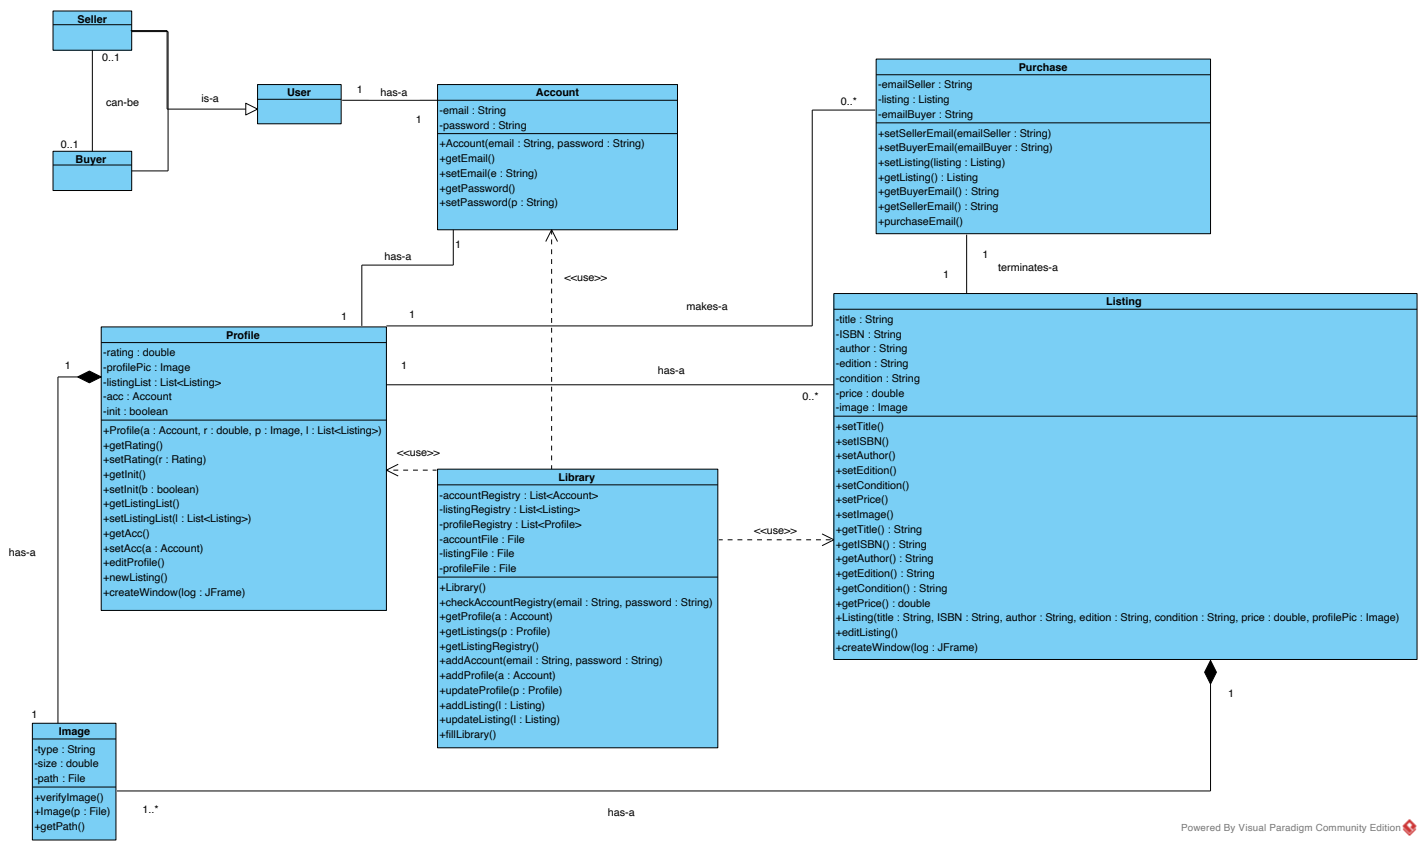 Seller
0..1
can-be
0..1
Buyer
is-a
User
1
has-a
1
Account
-email : String
-password : String
+Account(email : String, password : String)
+getEmail()
+setEmail(e : String)
+getPassword()
+setPassword(p : String)
1
has-a
1
<<use>>
Purchase
-emailSeller : String
-listing : Listing
-emailBuyer : String
+setSellerEmail(emailSeller : String)
+setBuyerEmail(emailBuyer : String)
+setListing(listing : Listing)
+getListing() : Listing
+getBuyerEmail() : String
+getSellerEmail() : String
+purchaseEmail()
0..*
makes-a
1
1
terminates-a
1
Profile
-rating : double
-profilePic : Image
-listingList : List<Listing>
-acc : Account
-init : boolean
+Profile(a : Account, r : double, p : Image, l : List<Listing>)
+getRating()
+setRating(r : Rating)
+getInit()
+setInit(b : boolean)
+getListingList()
+setListingList(l : List<Listing>)
+getAcc()
+setAcc(a : Account)
+editProfile()
+newListing()
+createWindow(log : JFrame)
1
has-a
0..*
Listing
-title : String
-ISBN : String
-author : String
-edition : String
-condition : String
-price : double
-image : Image
+setTitle()
+setISBN()
+setAuthor()
+setEdition()
+setCondition()
+setPrice()
+setImage()
+getTitle() : String
+getISBN() : String
+getAuthor() : String
+getEdition() : String
+getCondition() : String
+getPrice() : double
+Listing(title : String, ISBN : String, author : String, edition : String, condition : String, price : double, profilePic : Image)
+editListing()
+createWindow(log : JFrame)
<<use>>
Library
-accountRegistry : List<Account>
-listingRegistry : List<Listing>
-profileRegistry : List<Profile>
-accountFile : File
-listingFile : File
-profileFile : File
+Library()
+checkAccountRegistry(email : String, password : String)
+getProfile(a : Account)
+getListings(p : Profile)
+getListingRegistry()
+addAccount(email : String, password : String)
+addProfile(a : Account)
+updateProfile(p : Profile)
+addListing(l : Listing)
+updateListing(l : Listing)
+fillLibrary()
<<use>>
1
has-a
1
Image
-type : String
-size : double
-path : File
+verifyImage()
+Image(p : File)
+getPath()
1..*
has-a
1
Powered By Visual Paradigm Community Edition